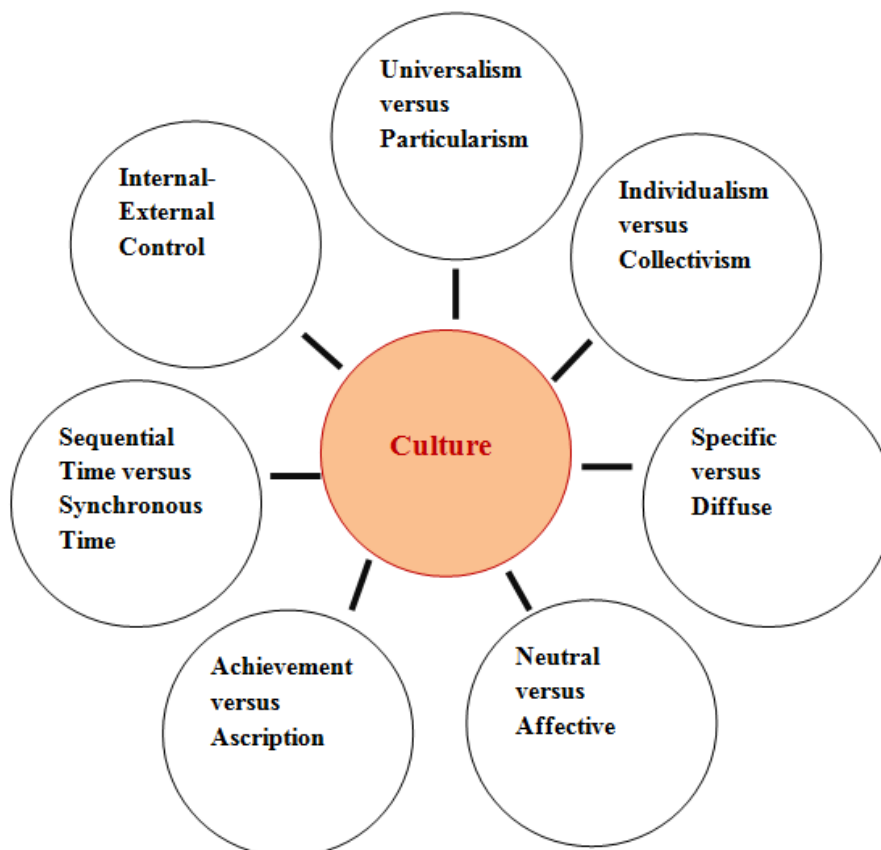 Universalism
versus
Particularism
Individualism
versus
Collectivism
Specific
versus
Diffuse
Neutral
versus
Affective
Achievement
versus
Ascription
Sequential
Time versus
Synchronous
Time
Internal-
External
Control
Culture